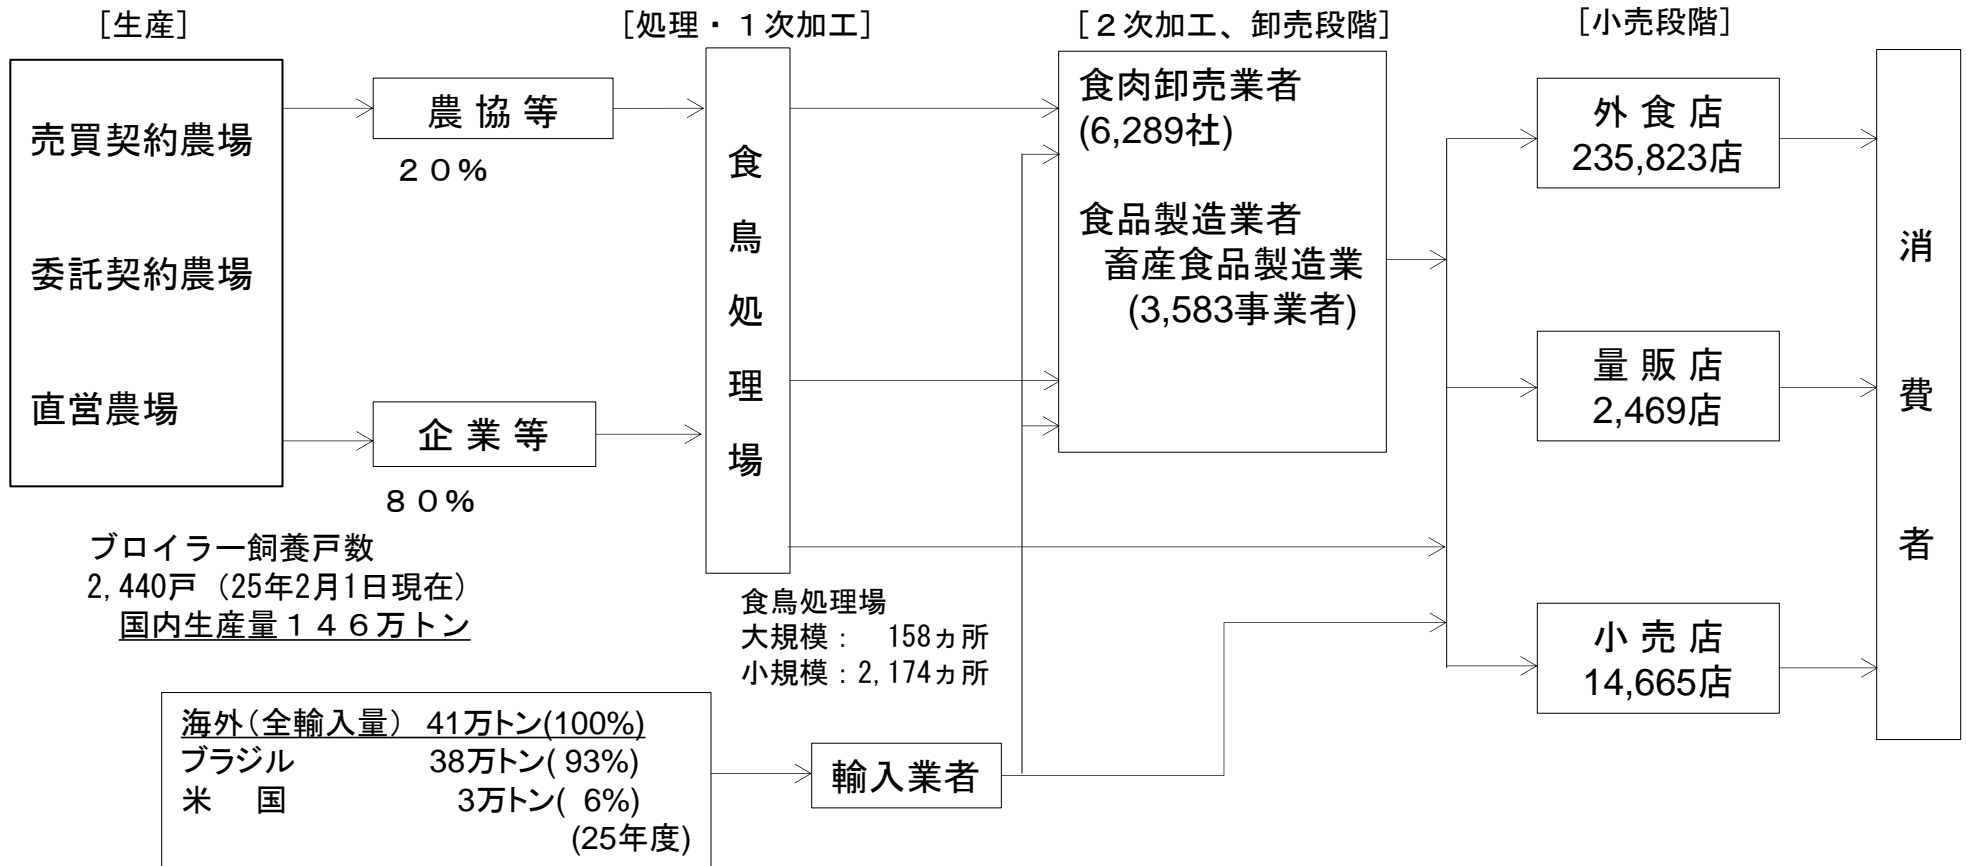 [生産]
[処理・１次加工]
[２次加工、卸売段階]
[小売段階]
売買契約農場
委託契約農場
直営農場
農 協 等
２０%
企 業 等
８０%
ブロイラー飼養戸数
2,440戸（25年2月1日現在）
国内生産量１４６万トン
食鳥処理場
食鳥処理場
大規模： 158ヵ所
小規模：2,174ヵ所
食肉卸売業者
(6,289社)
食品製造業者
畜産食品製造業
(3,583事業者)
外 食 店
235,823店
量 販 店
2,469店
小 売 店
14,665店
消費者
海外（全輸入量） 41万トン(100%)
ブラジル 38万トン( 93%)
米 国 3万トン( 6%)
(25年度)
輸入業者